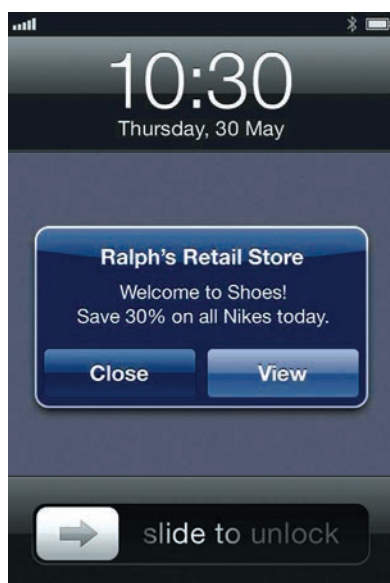 10:30
Thursday, 30 May
Ralph's Retail Store
Welcome to Shoes!
Save 30% on all Nikes today.
Close
View
slide to unlock